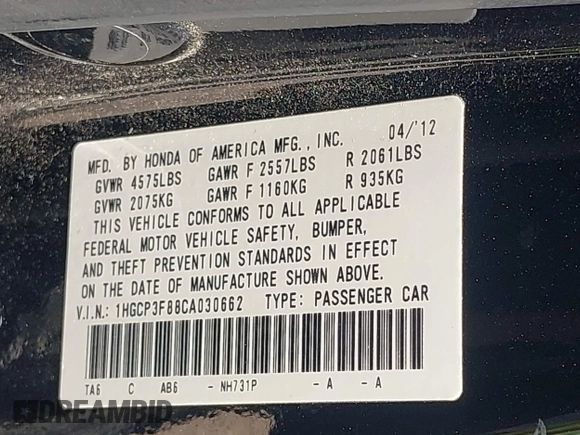 MFD. BY HONDA OF AMERICA MFG., INC. 04/'12
GVWR 4575LBS GAWR F 2557LBS R 2061LBS
GVWR 2075KG GAWR F 1160KG R 935KG
THIS VEHICLE CONFORMS TO ALL APPLICABLE
FEDERAL MOTOR VEHICLE SAFETY, BUMPER,
AND THEFT PREVENTION STANDARDS IN EFFECT
ON THE DATE OF MANUFACTURE SHOWN ABOVE.
V.I.N.: 1HGCP3F88CA030662 TYPE: PASSENGER CAR
TA6 C AB6 - NH731P - A - A
DREAMBID